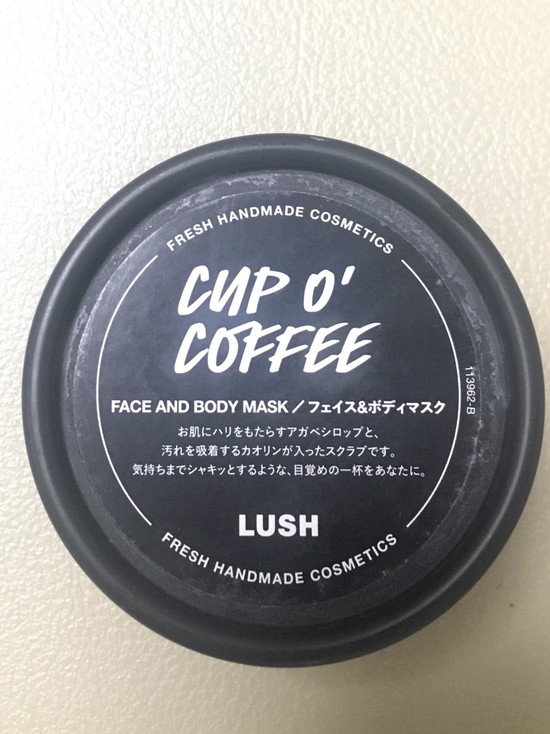 FRESH HANDMADE COSMETICS
CUP O'
COFFEE
FACE AND BODY MASK／フェイス&ボディマスク
お肌にハリをもたらすアガベシロップと、
汚れを吸着するカオリンが入ったスクラブです。
気持ちまでシャキッとするような、目覚めの一杯をあなたに。
113962-B
LUSH
FRESH HANDMADE COSMETICS